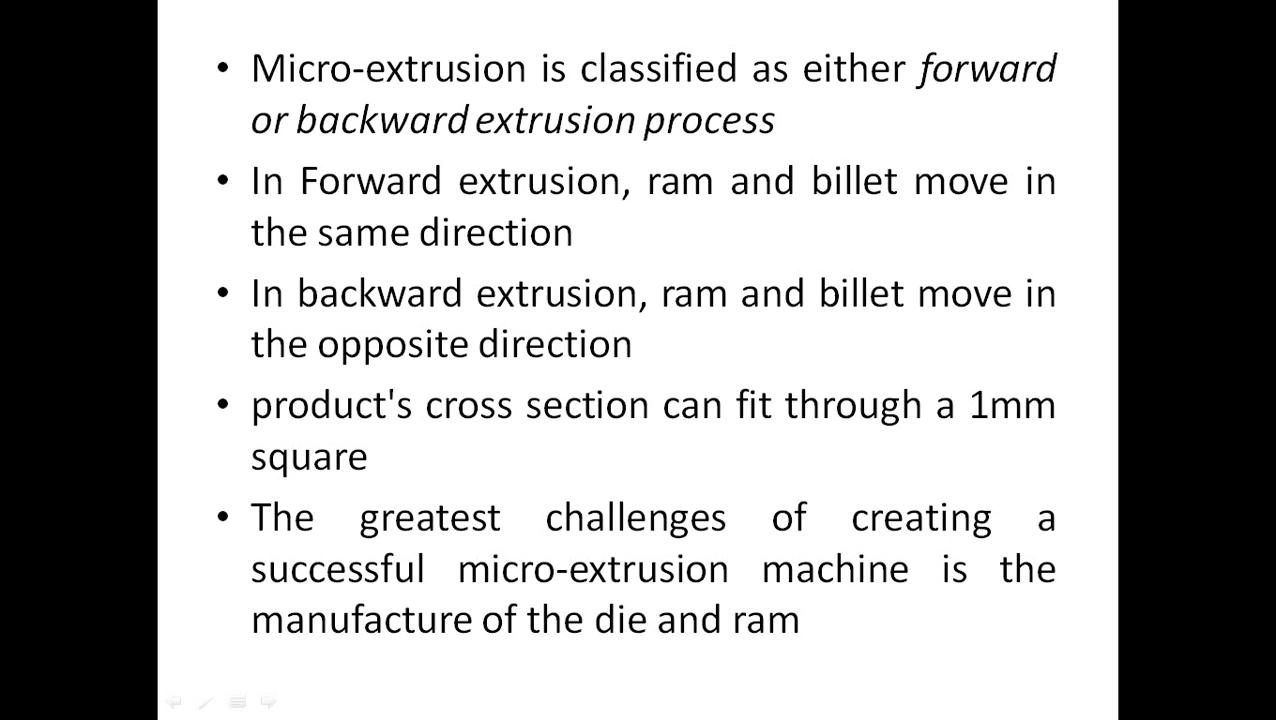 • Micro-extrusion is classified as either forward
or backward extrusion process
• In Forward extrusion, ram and billet move in
the same direction
• In backward extrusion, ram and billet move in
the opposite direction
• product's cross section can fit through a 1mm
square
• The greatest challenges of creating a
successful micro-extrusion machine is the
manufacture of the die and ram